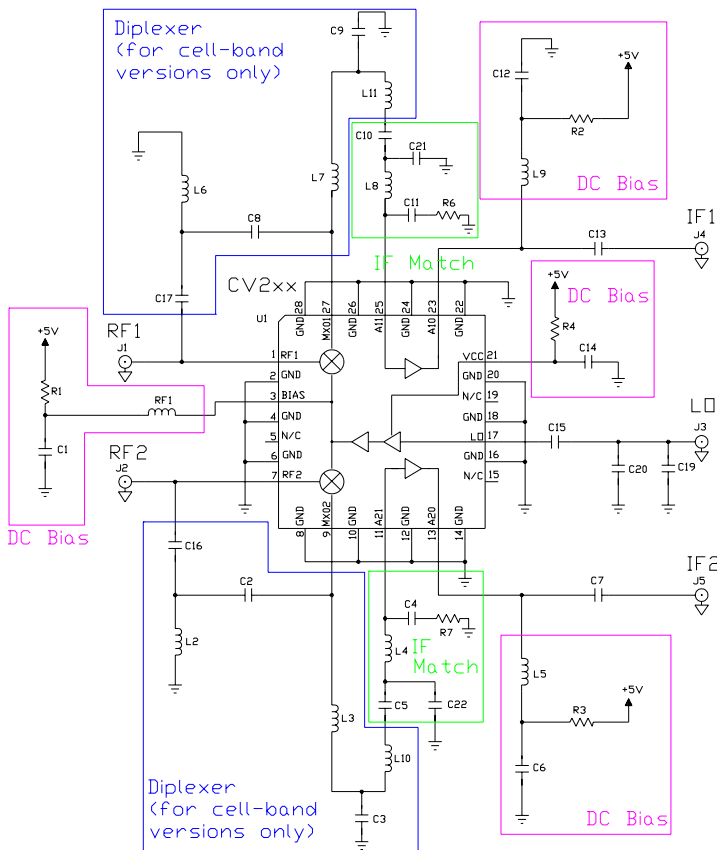 Diplexer
(for cell-band
versions only)
C9
L11
C10
C21
L8
C11
R6
IF Match
L7
L6
C8
C17
C12
+5V
R2
L9
DC Bias
IF1
C13
J4
CV2xx
U1
GND 28
MX01 27
GND 26
A11 25
GND 24
A10 23
GND 22
DC Bias
+5V
R4
C14
RF1
J1
+5V
R1
RF1
C1
DC Bias
1 RF1
2 GND
3 BIAS
4 GND
5 N/C
6 GND
7 RF2
VCC 21
GND 20
N/C 19
GND 18
LO 17
GND 16
N/C 15
LO
C15
J3
C20
C19
RF2
J2
8 GND
9 MX02
10 GND
11 A21
12 GND
13 A20
14 GND
C16
C2
L2
C4
R7
L4
IF
Match
C5
C22
L3
L10
C3
Diplexer
(for cell-band
versions only)
IF2
C7
J5
L5
+5V
R3
C6
DC Bias